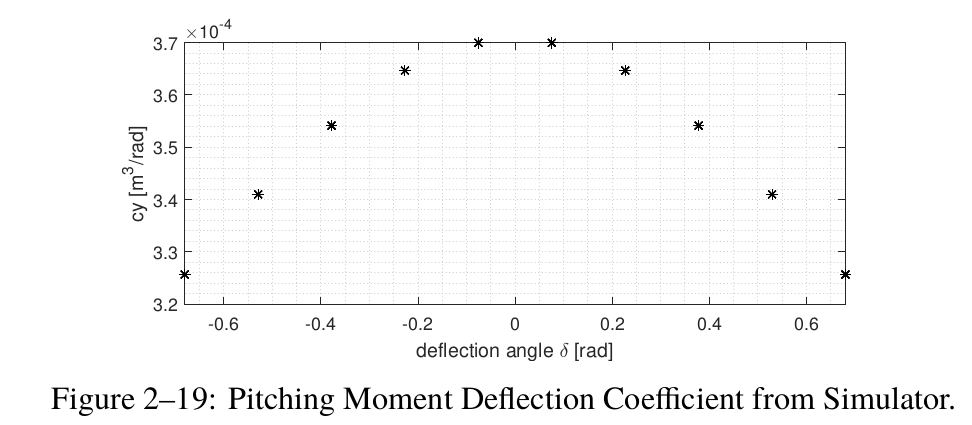 ×10^-4
3.7
3.6
3.5
3.4
3.3
3.2
cy [m^3/rad]
-0.6 -0.4 -0.2 0 0.2 0.4 0.6
deflection angle δ [rad]
Figure 2–19: Pitching Moment Deflection Coefficient from Simulator.